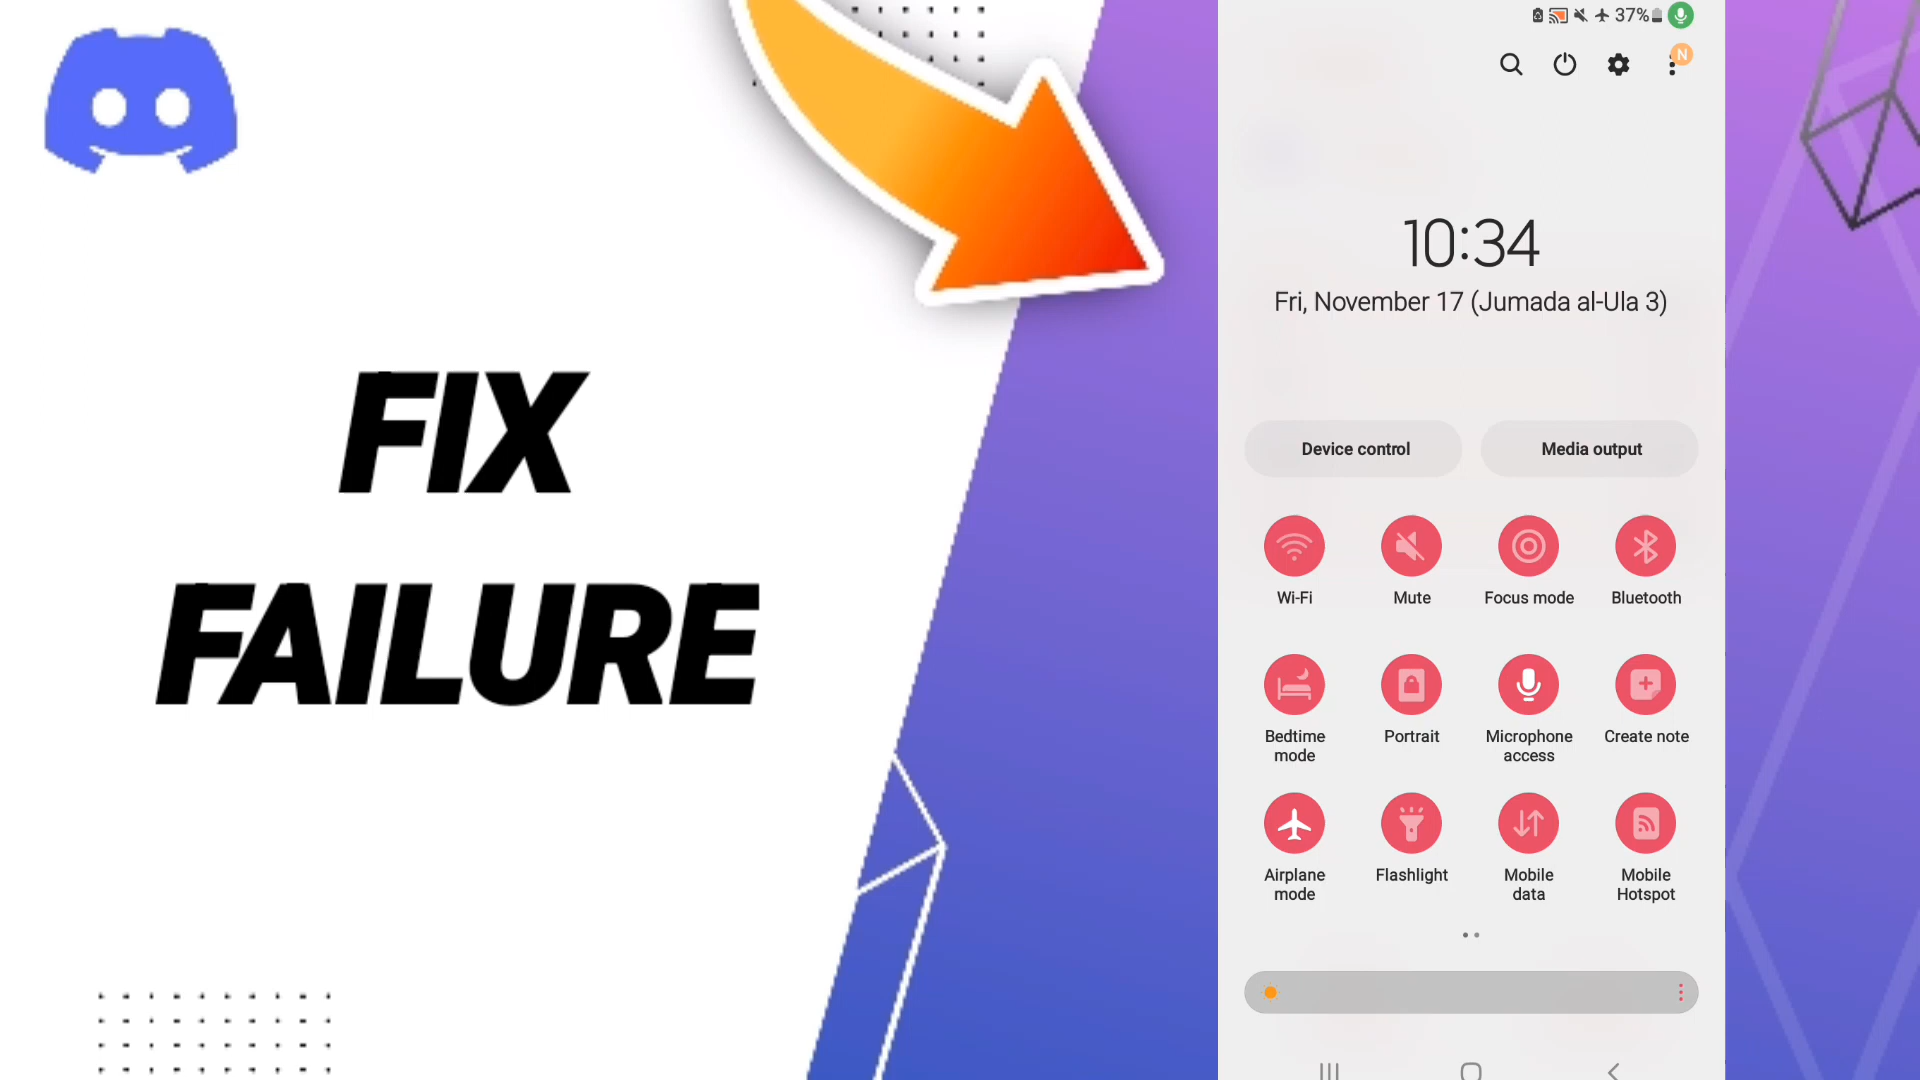 FIX
FAILURE
37%
N
10:34
Fri, November 17 (Jumada al-Ula 3)
Device control
Media output
Wi-Fi
Mute
Focus mode
Bluetooth
Bedtime mode
Portrait
Microphone access
Create note
Airplane mode
Flashlight
Mobile data
Mobile Hotspot